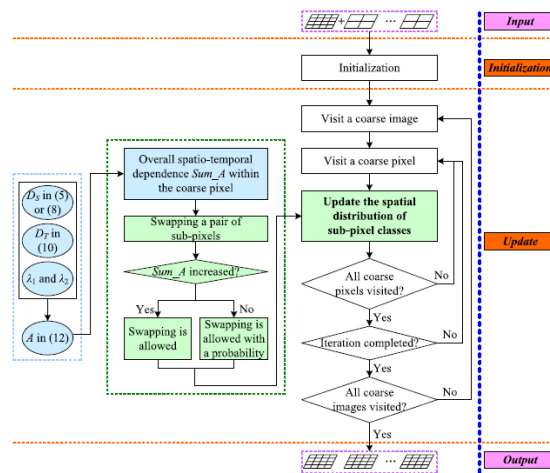 +
...
Input
Initialization
Initialization
Visit a coarse image
Visit a coarse pixel
Overall spatio-temporal
dependence Sum_A within
the coarse pixel
D_S in (5)
or (8)
Update the spatial
distribution of
sub-pixel classes
Swapping a pair of
sub-pixels
D_T in
(10)
Update
Sum_A increased?
λ₁ and λ₂
All coarse
pixels visited?
No
Yes
No
Yes
A in (12)
Swapping is
allowed
Swapping is
allowed with
a probability
Iteration completed?
No
Yes
All coarse
images visited?
No
Yes
...
Output